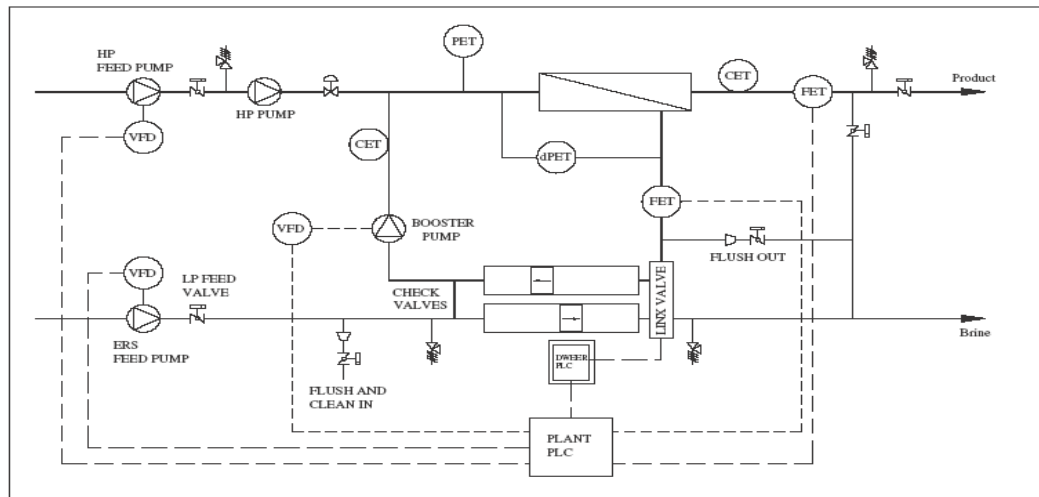 HP
FEED PUMP
PET
CET
FET
Product
HP PUMP
VFD
CET
dPET
FET
VFD
BOOSTER
PUMP
FLUSH OUT
VFD
LP FEED
VALVE
CHECK
VALVES
LINX VALVE
ERS
FEED PUMP
Brine
DWEER
PLC
FLUSH AND
CLEAN IN
PLANT
PLC